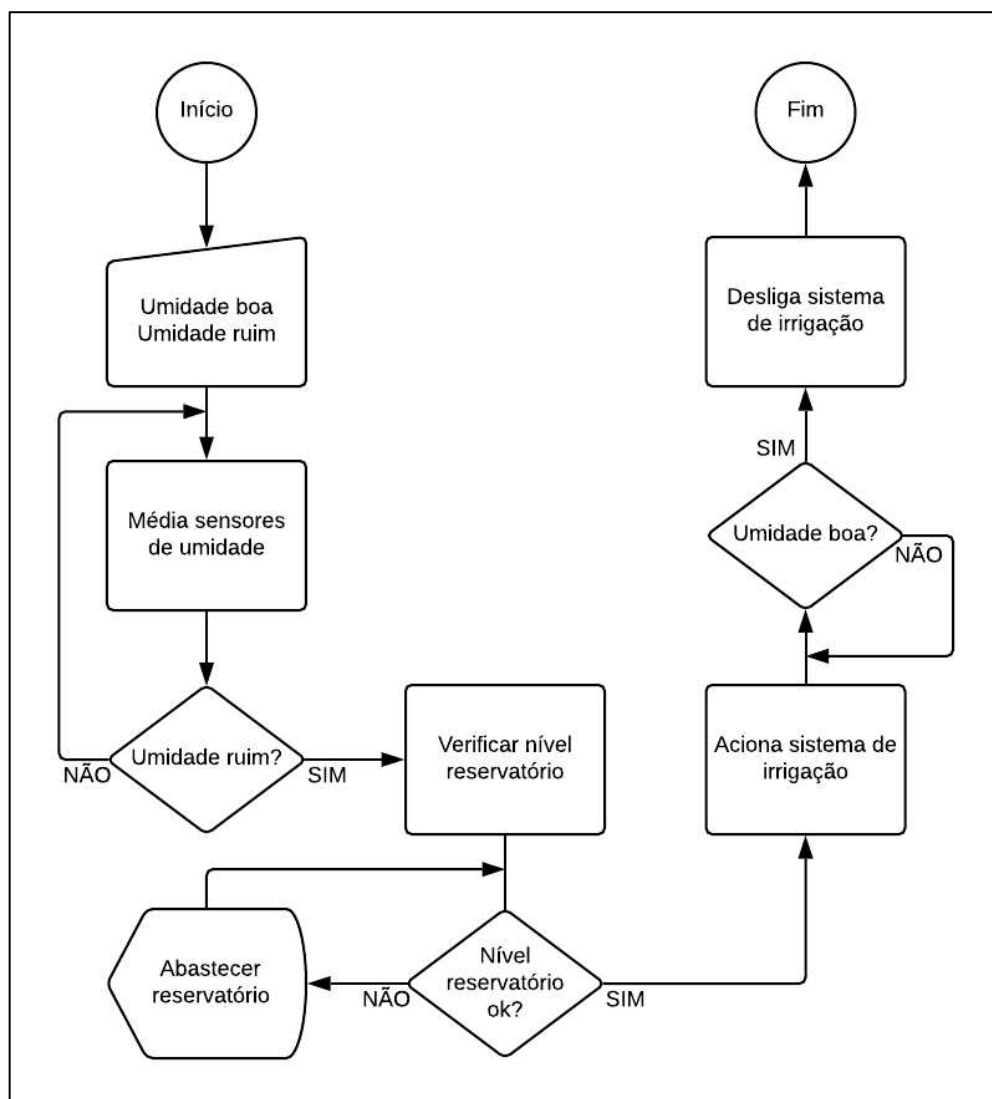 Início
Umidade boa
Umidade ruim
Média sensores
de umidade
Umidade ruim?
NÃO
SIM
Verificar nível
reservatório
Nível
reservatório
ok?
NÃO
SIM
Abastecer
reservatório
Aciona sistema de
irrigação
Umidade boa?
NÃO
SIM
Desliga sistema
de irrigação
Fim